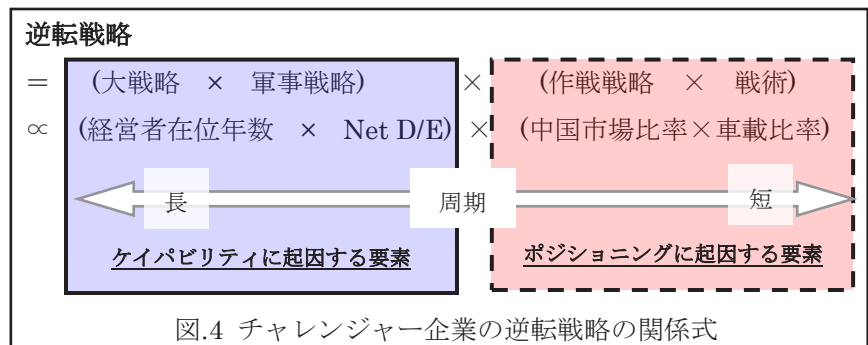 逆転戦略
= (大戦略 × 軍事戦略) × (作戦戦略 × 戦術)
∝ (経営者在位年数 × Net D/E) × (中国市場比率×車載比率)
長 周期 短
ケイパビリティに起因する要素 ポジショニングに起因する要素
図.4 チャレンジャー企業の逆転戦略の関係式